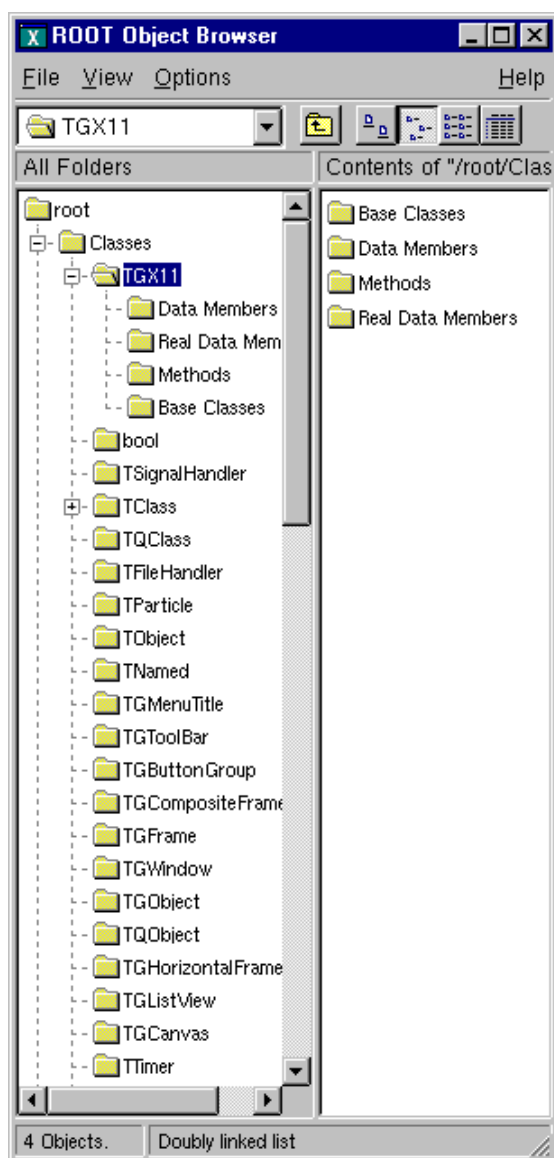 ROOT Object Browser
File View Options Help
TGX11
All Folders
Contents of "/root/Clas
root
Classes
TGX11
Data Members
Real Data Mem
Methods
Base Classes
bool
TSignalHandler
TClass
TQClass
TFileHandler
TParticle
TObject
TNamed
TGMenuTitle
TGToolBar
TGButtonGroup
TGCompositeFrame
TGFrame
TGWindow
TGObject
TQObject
TGHorizontalFrame
TGListView
TGCanvas
TTimer
Base Classes
Data Members
Methods
Real Data Members
4 Objects.
Doubly linked list